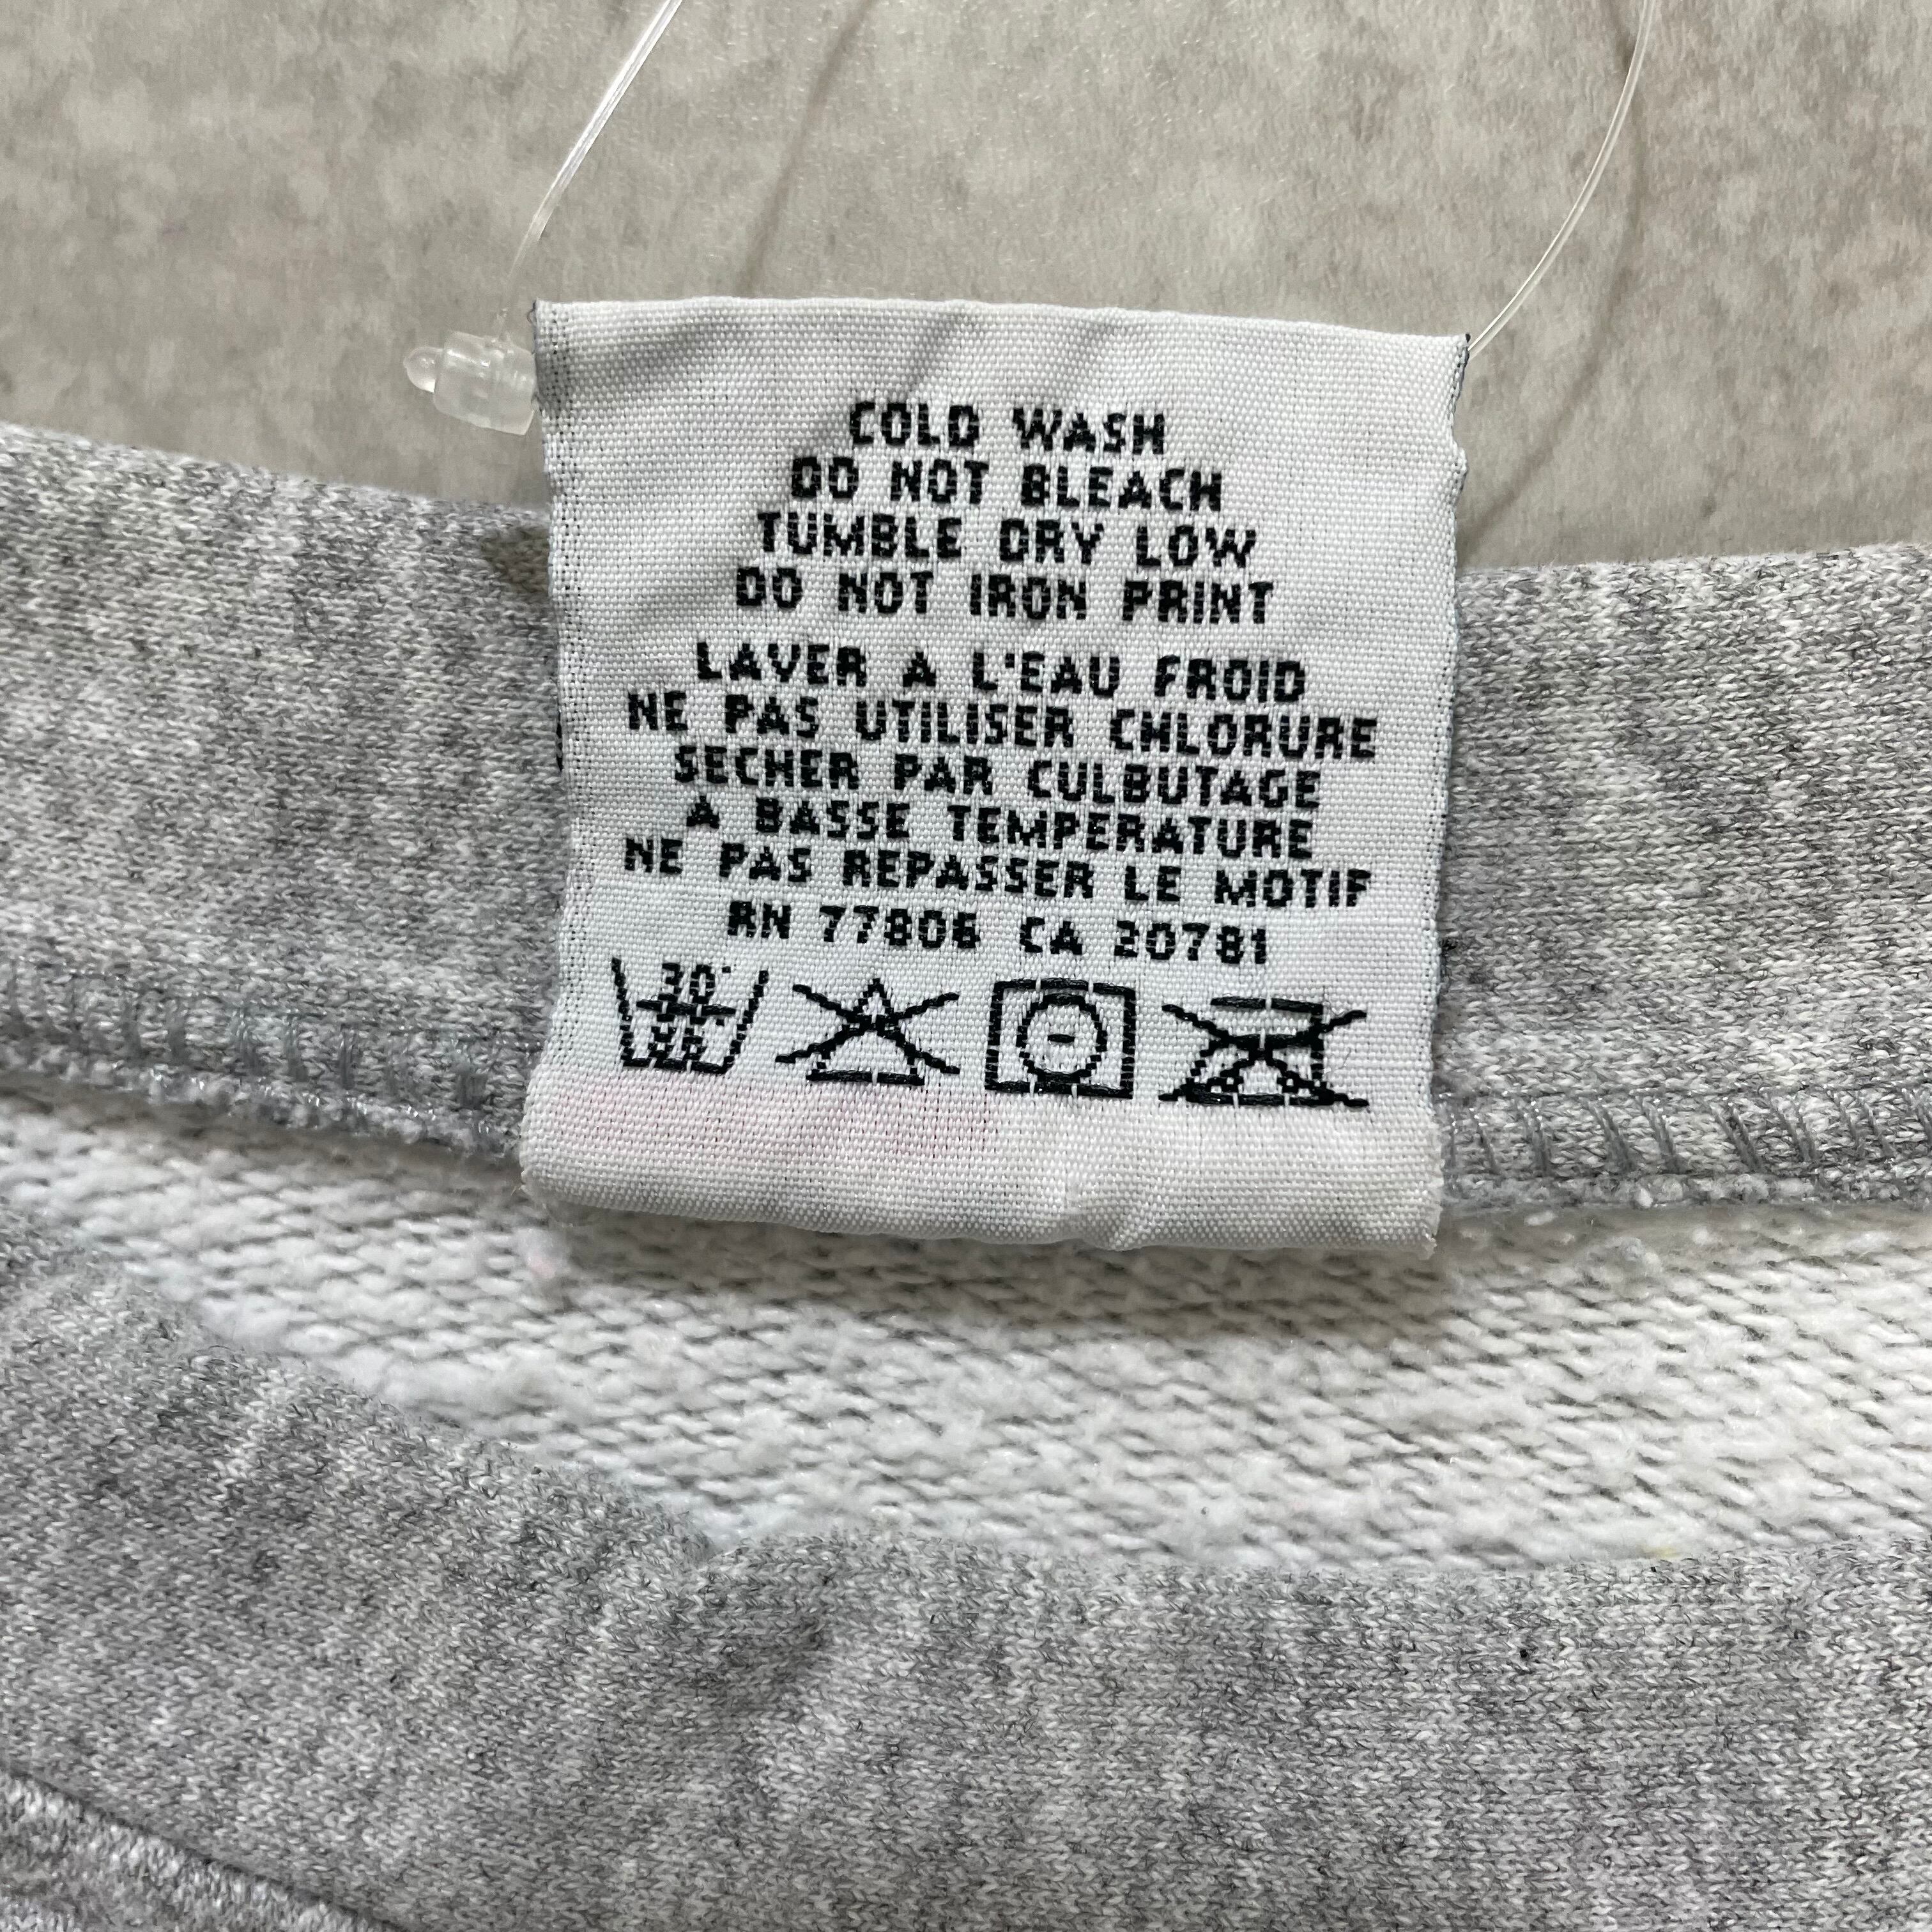 COLD WASH
DO NOT BLEACH
TUMBLE DRY LOW
DO NOT IRON PRINT
LAVER A L'EAU FROID
NE PAS UTILISER CHLORURE
SECHER PAR CULBUTAGE
A BASSE TEMPERATURE
NE PAS REPASSER LE MOTIF
RN 77806 CA 20781
30°